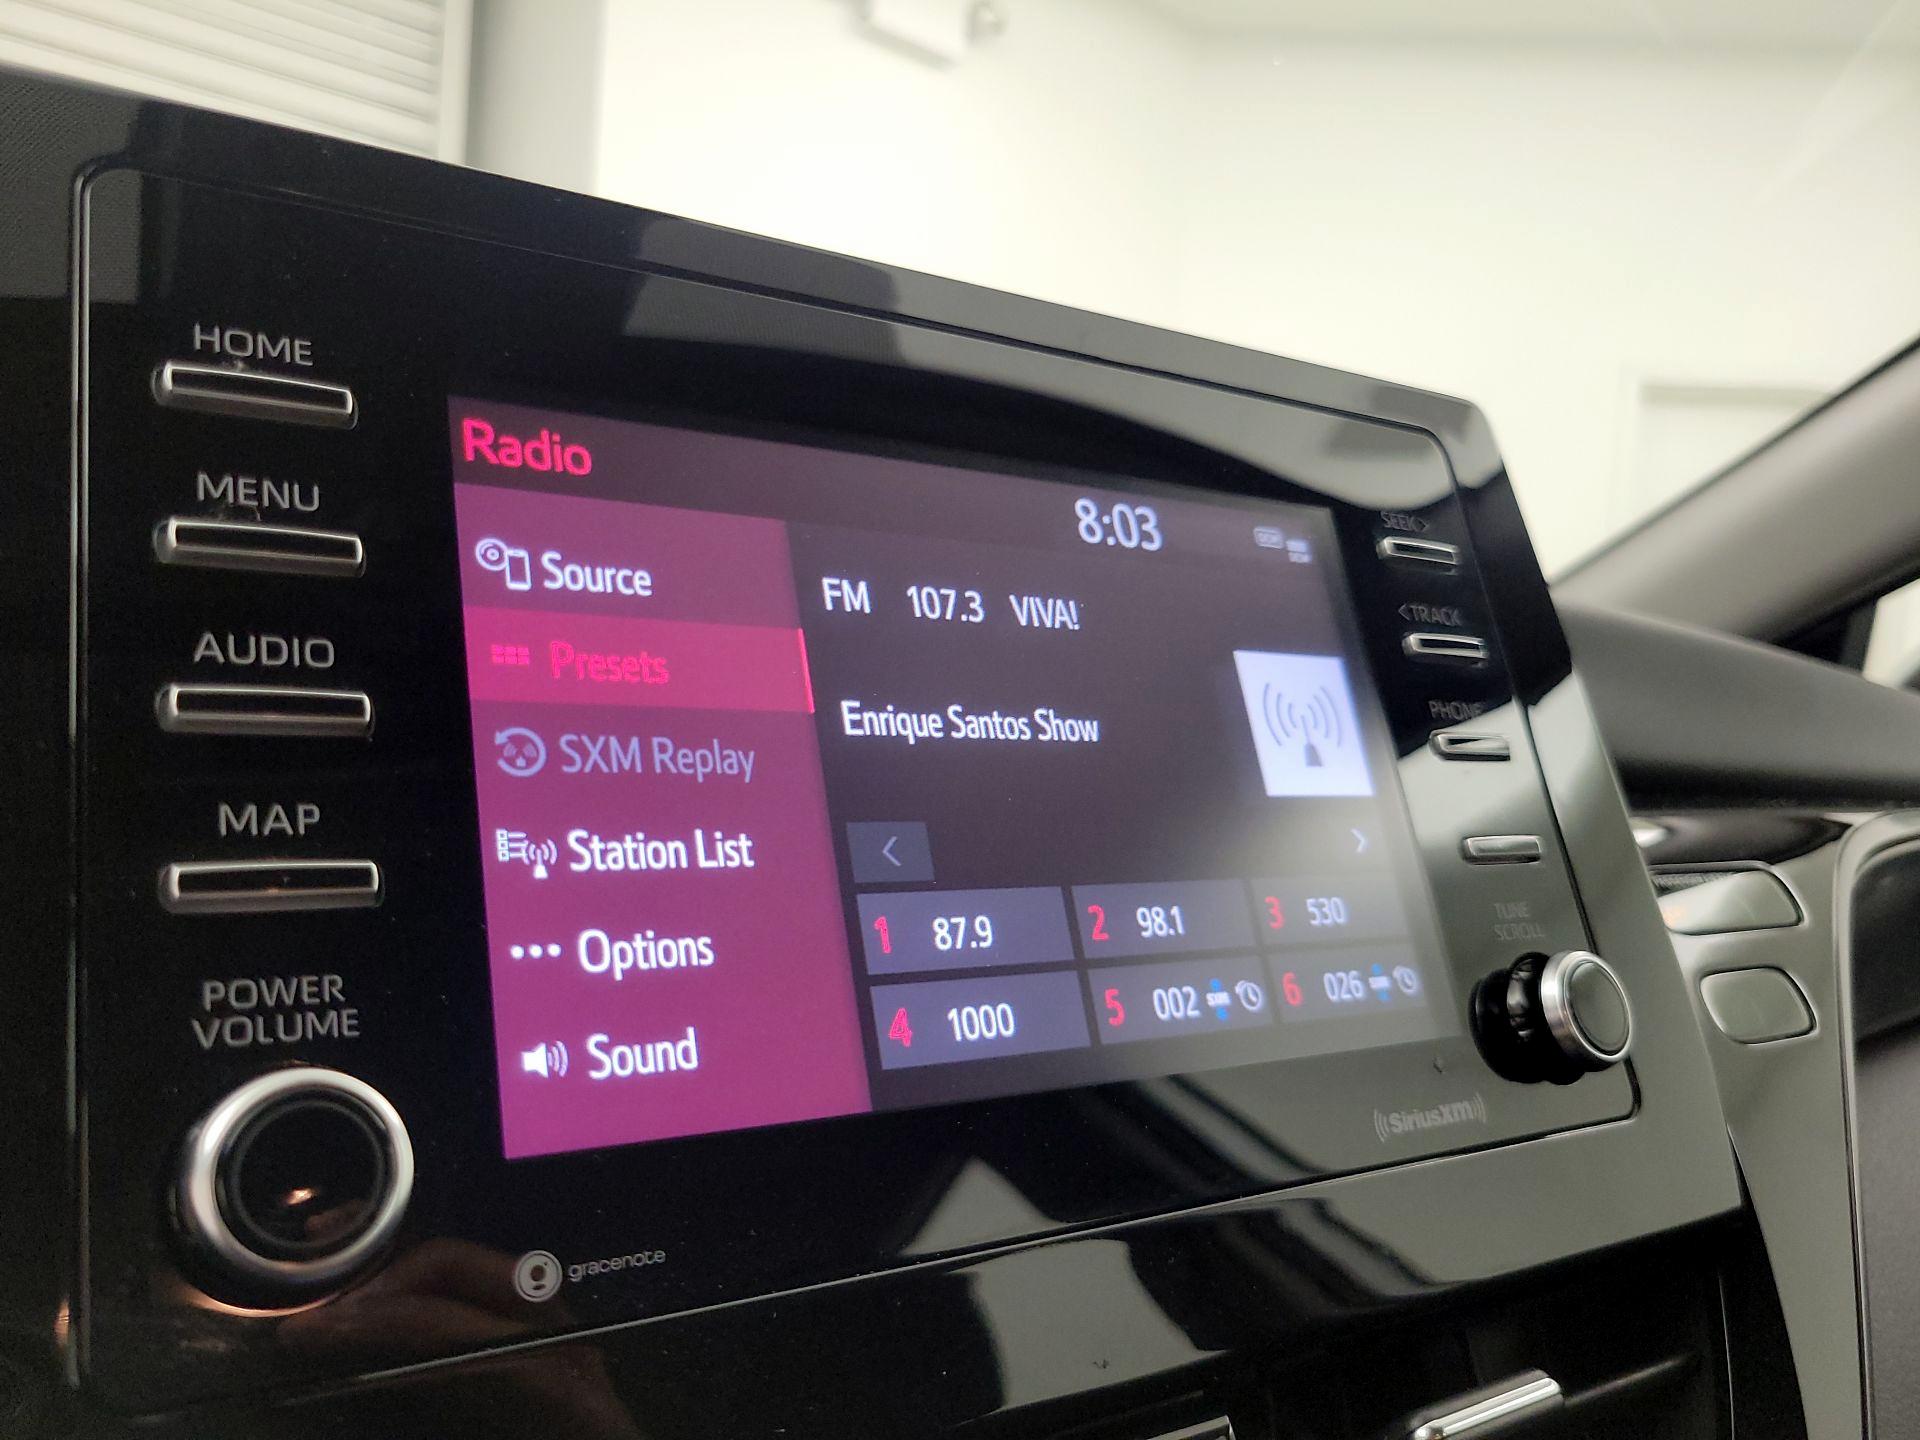 HOME
MENU
AUDIO
MAP
POWER
VOLUME
Radio
8:03
Source
Presets
SXM Replay
Station List
Options
Sound
FM 107.3 VIVA!
Enrique Santos Show
1 87.9
2 98.1
3 530
4 1000
5 002 SXM
6 026 SXM
SEEK>
<TRACK
PHONE
TUNE
SCROLL
((SiriusXM))
gracenote